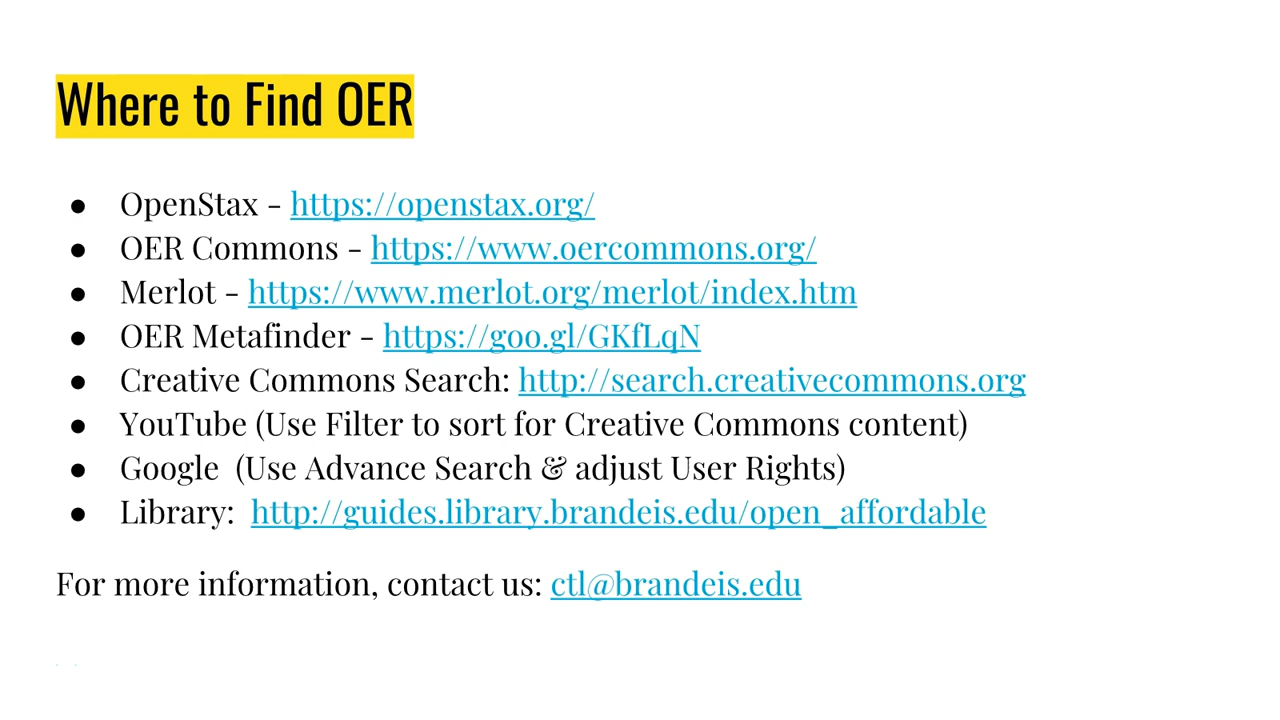 Where to Find OER
● OpenStax - https://openstax.org/
● OER Commons - https://www.oercommons.org/
● Merlot - https://www.merlot.org/merlot/index.htm
● OER Metafinder - https://goo.gl/GKfLqN
● Creative Commons Search: http://search.creativecommons.org
● YouTube (Use Filter to sort for Creative Commons content)
● Google  (Use Advance Search & adjust User Rights)
● Library:  http://guides.library.brandeis.edu/open_affordable
For more information, contact us: ctl@brandeis.edu